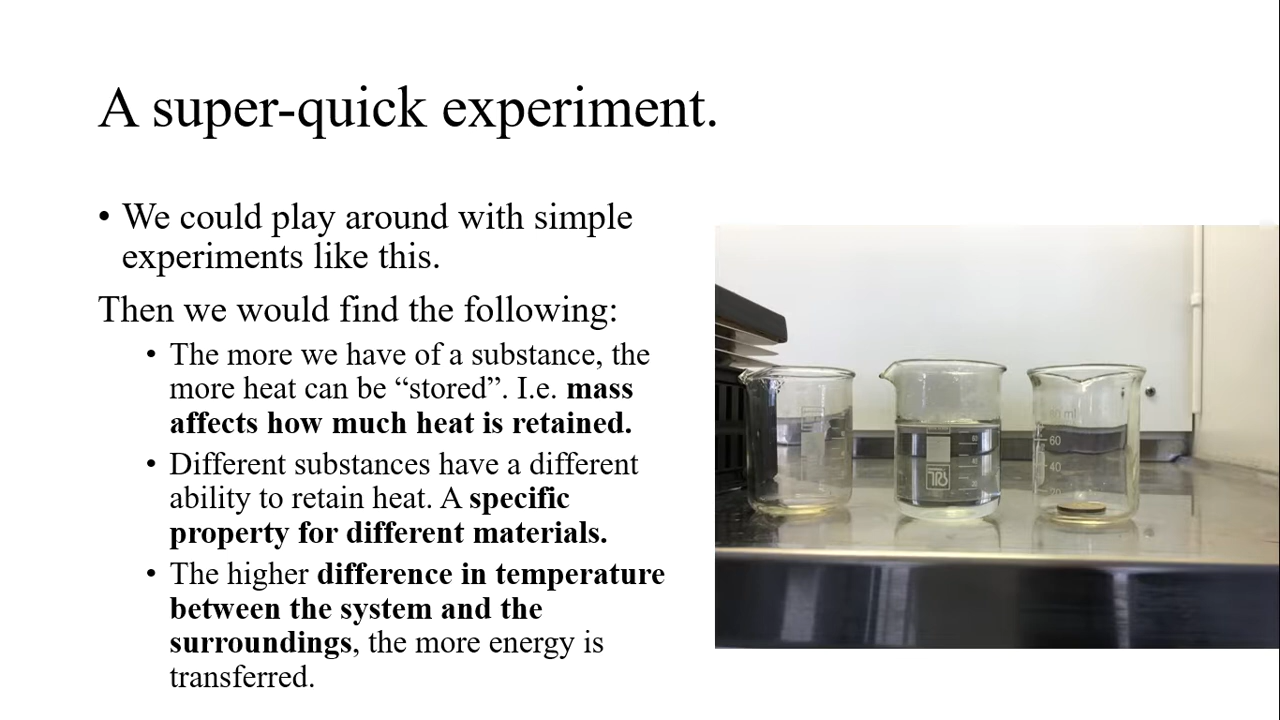 A super-quick experiment.
• We could play around with simple
experiments like this.
Then we would find the following:
• The more we have of a substance, the
more heat can be “stored”. I.e. mass
affects how much heat is retained.
• Different substances have a different
ability to retain heat. A specific
property for different materials.
• The higher difference in temperature
between the system and the
surroundings, the more energy is
transferred.
80 ml
60
40
20